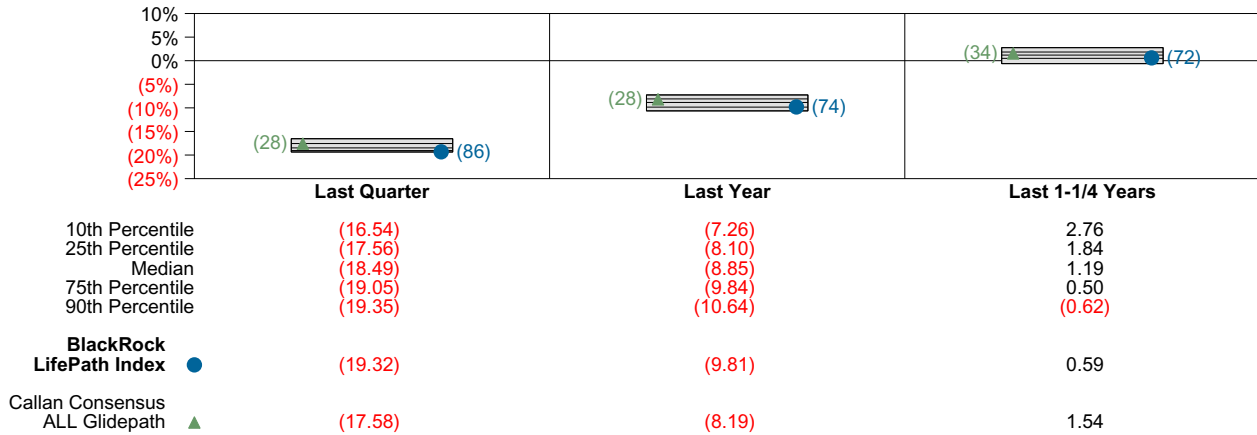 10%
5%
0%
(5%)
(10%)
(15%)
(20%)
(25%)
(28) (86)
(28) (74)
(34) (72)
Last Quarter Last Year Last 1-1/4 Years
10th Percentile (16.54) (7.26) 2.76
25th Percentile (17.56) (8.10) 1.84
Median (18.49) (8.85) 1.19
75th Percentile (19.05) (9.84) 0.50
90th Percentile (19.35) (10.64) (0.62)
BlackRock
LifePath Index (19.32) (9.81) 0.59
Callan Consensus
ALL Glidepath (17.58) (8.19) 1.54